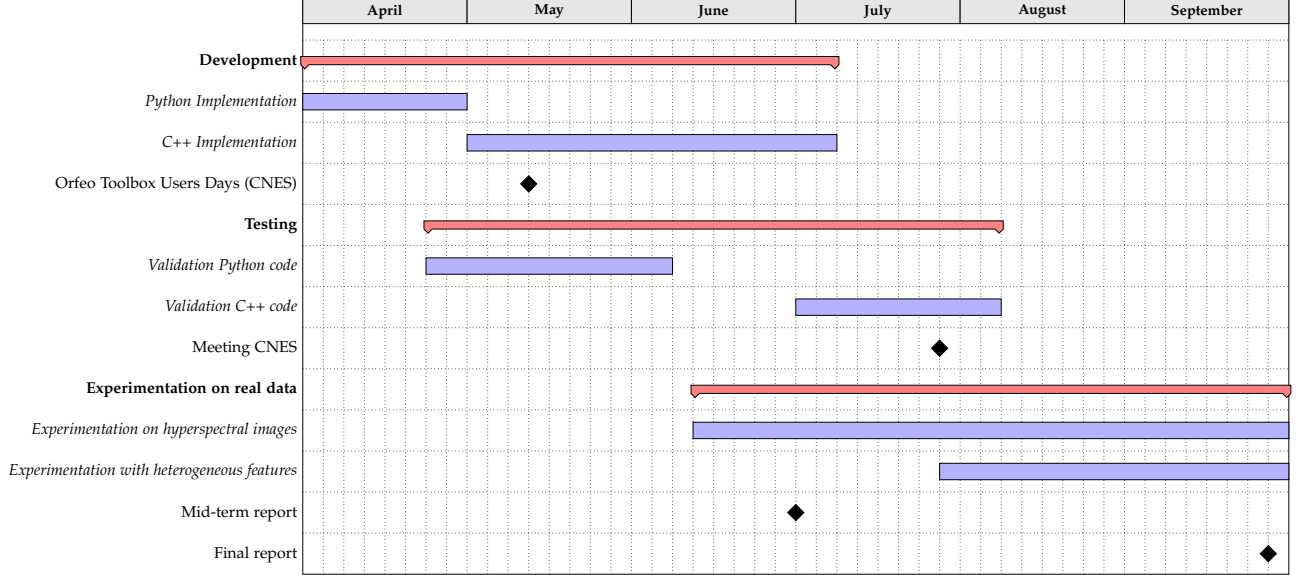 April May June July August September
Development
Python Implementation
C++ Implementation
Orfeo Toolbox Users Days (CNES)
Testing
Validation Python code
Validation C++ code
Meeting CNES
Experimentation on real data
Experimentation on hyperspectral images
Experimentation with heterogeneous features
Mid-term report
Final report